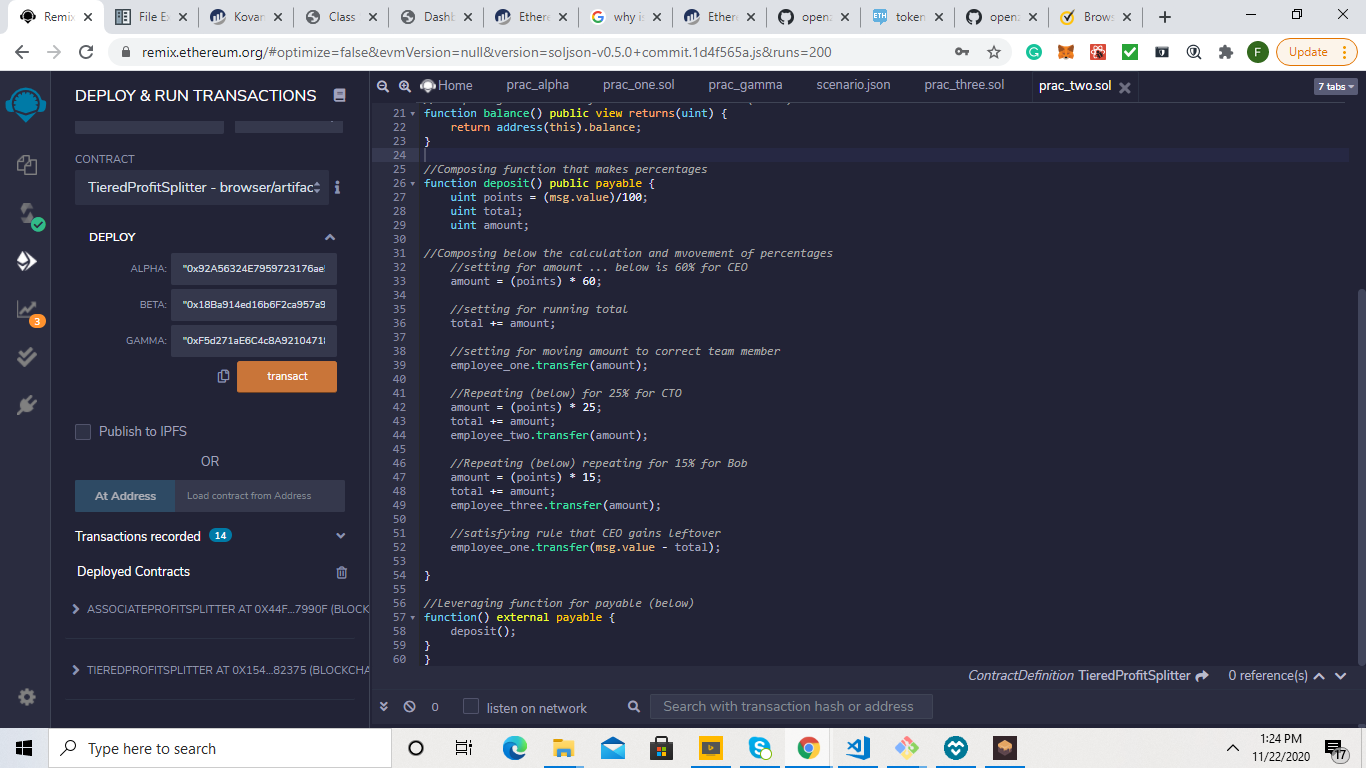 Remix
File Ex
Kovan
Class
Dashb
Ethere
why is
Ethere
openz
token
openz
Brows
remix.ethereum.org/#optimize=false&evmVersion=null&version=soljson-v0.5.0+commit.1d4f565a.js&runs=200
F
Update
DEPLOY & RUN TRANSACTIONS
Home
prac_alpha
prac_one.sol
prac_gamma
scenario.json
prac_three.sol
prac_two.sol
7 tabs
CONTRACT
TieredProfitSplitter - browser/artifac
i
DEPLOY
ALPHA: "0x92A56324E7959723176ae
BETA: "0x18Ba914ed16b6F2ca957a9
GAMMA: "0xF5d271aE6C4c8A9210471
transact
3
Publish to IPFS
OR
At Address
Load contract from Address
Transactions recorded 14
Deployed Contracts
ASSOCIATEPROFITSPLITTER AT 0X44F...7990F (BLOCK
TIEREDPROFITSPLITTER AT 0X154...82375 (BLOCKCHA
21 function balance() public view returns(uint) {
22 return address(this).balance;
23 }
24
25 //Composing function that makes percentages
26 function deposit() public payable {
27 uint points = (msg.value)/100;
28 uint total;
29 uint amount;
30
31 //Composing below the calculation and mvovement of percentages
32 //setting for amount ... below is 60% for CEO
33 amount = (points) * 60;
34
35 //setting for running total
36 total += amount;
37
38 //setting for moving amount to correct team member
39 employee_one.transfer(amount);
40
41 //Repeating (below) for 25% for CTO
42 amount = (points) * 25;
43 total += amount;
44 employee_two.transfer(amount);
45
46 //Repeating (below) repeating for 15% for Bob
47 amount = (points) * 15;
48 total += amount;
49 employee_three.transfer(amount);
50
51 //satisfying rule that CEO gains leftover
52 employee_one.transfer(msg.value - total);
53
54 }
55
56 //Leveraging function for payable (below)
57 function() external payable {
58 deposit();
59 }
60 }
ContractDefinition TieredProfitSplitter
0 reference(s)
0
listen on network
Search with transaction hash or address
Type here to search
1:24 PM
11/22/2020
17